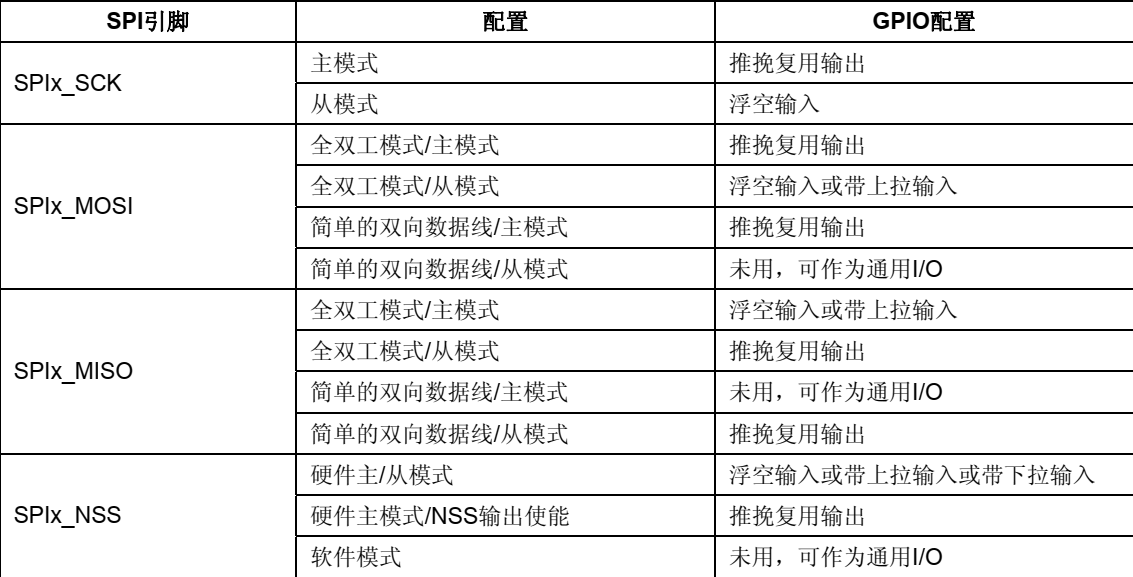 SPI引脚 配置 GPIO配置
SPIx_SCK 主模式 推挽复用输出
从模式 浮空输入
SPIx_MOSI 全双工模式/主模式 推挽复用输出
全双工模式/从模式 浮空输入或带上拉输入
简单的双向数据线/主模式 推挽复用输出
简单的双向数据线/从模式 未用，可作为通用I/O
SPIx_MISO 全双工模式/主模式 浮空输入或带上拉输入
全双工模式/从模式 推挽复用输出
简单的双向数据线/主模式 未用，可作为通用I/O
简单的双向数据线/从模式 推挽复用输出
SPIx_NSS 硬件主/从模式 浮空输入或带上拉输入或带下拉输入
硬件主模式/NSS输出使能 推挽复用输出
软件模式 未用，可作为通用I/O